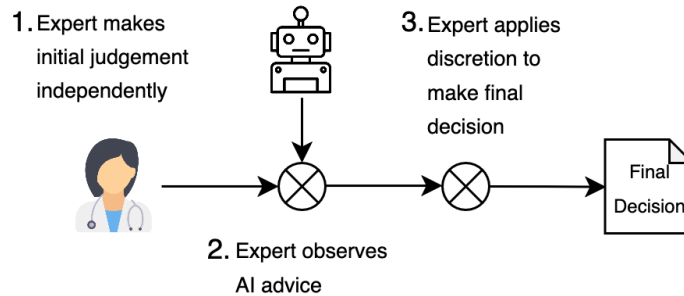 1. Expert makes
initial judgement
independently
3. Expert applies
discretion to
make final
decision
Final
Decision
2. Expert observes
AI advice